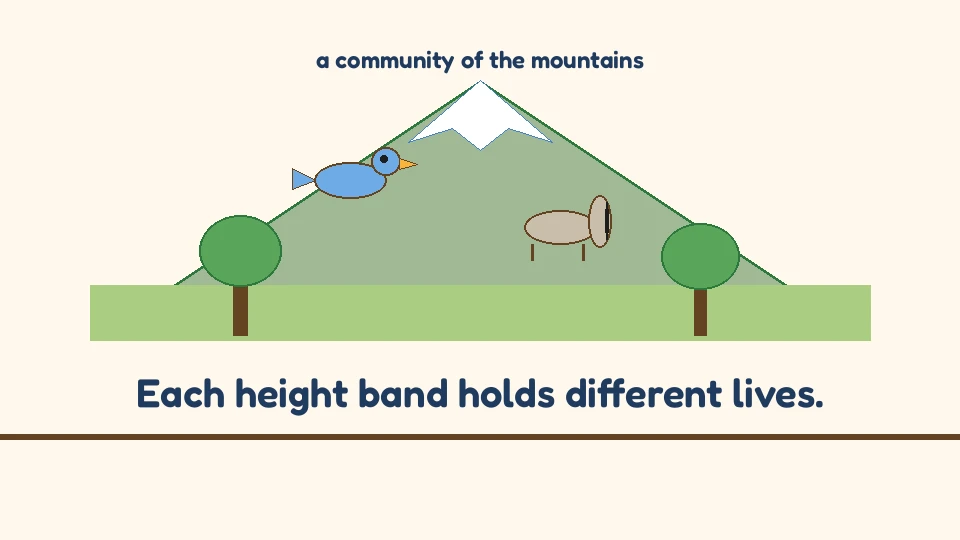 a community of the mountains
Each height band holds different lives.